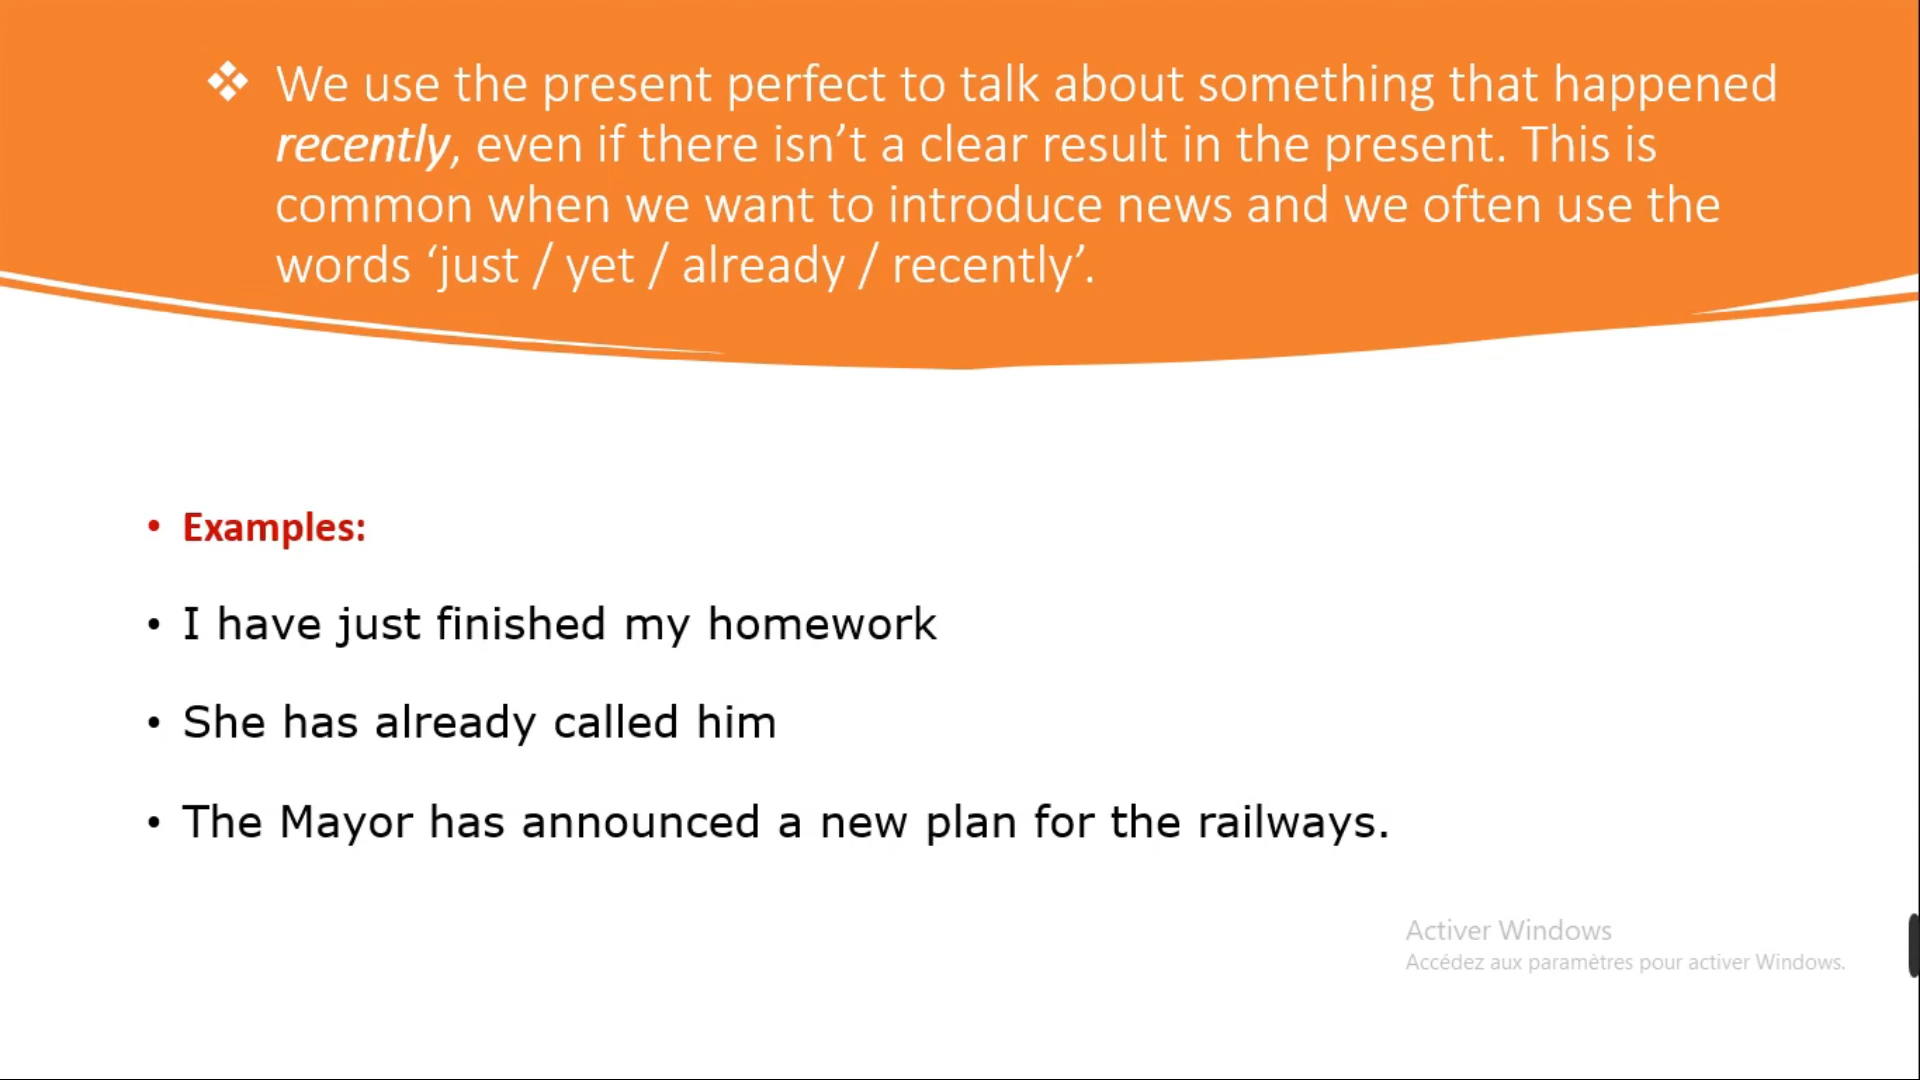 ❖ We use the present perfect to talk about something that happened
recently, even if there isn’t a clear result in the present. This is
common when we want to introduce news and we often use the
words ‘just / yet / already / recently’.
• Examples:
• I have just finished my homework
• She has already called him
• The Mayor has announced a new plan for the railways.
Activer Windows
Accédez aux paramètres pour activer Windows.